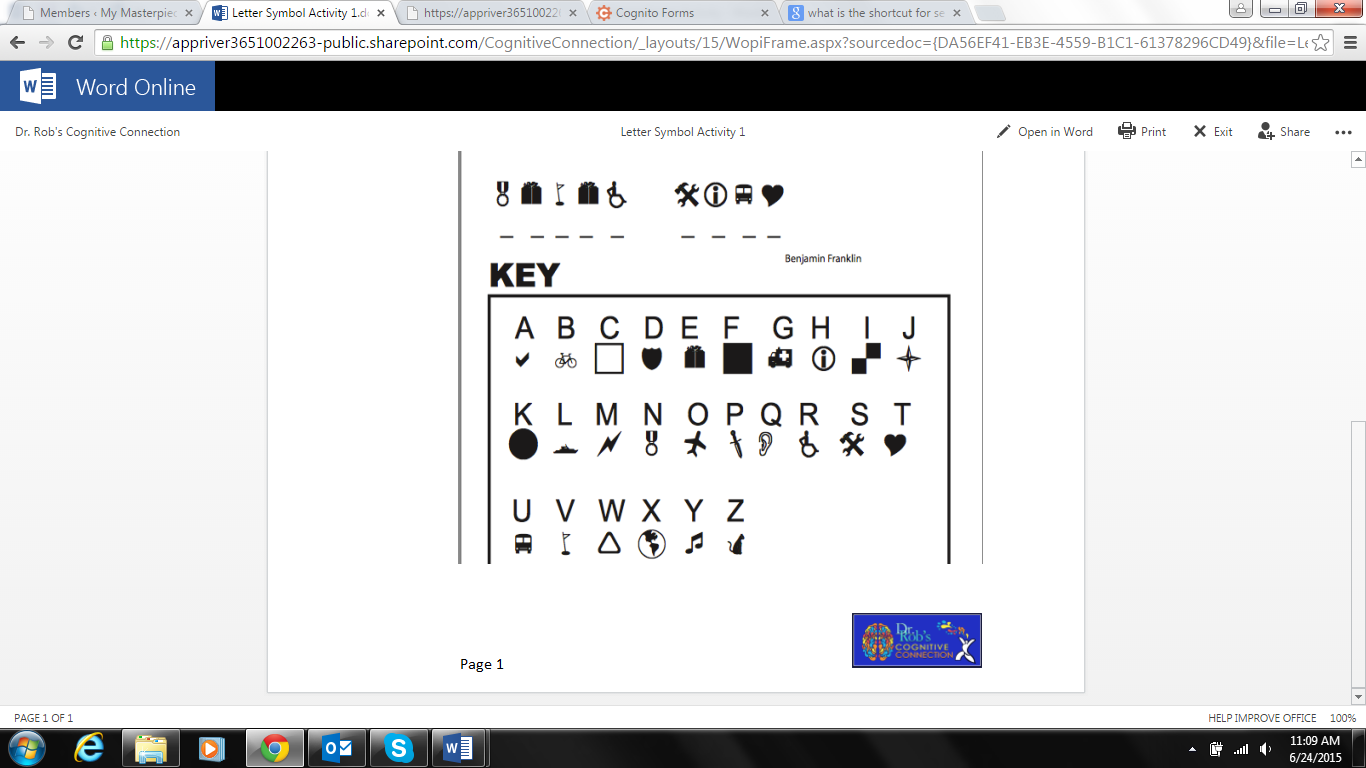 Members ‹ My Masterpiec
Letter Symbol Activity 1.d
https://appriver36510022
Cognito Forms
what is the shortcut for se
https://appriver3651002263-public.sharepoint.com/CognitiveConnection/_layouts/15/WopiFrame.aspx?sourcedoc={DA56EF41-EB3E-4559-B1C1-61378296CD49}&file=Le
Word Online
Dr. Rob's Cognitive Connection
Letter Symbol Activity 1
Open in Word
Print
Exit
Share
Benjamin Franklin
KEY
A B C D E F G H I J
K L M N O P Q R S T
U V W X Y Z
Dr. Rob's
COGNITIVE
CONNECTION
Page 1
PAGE 1 OF 1
HELP IMPROVE OFFICE 100%
11:09 AM
6/24/2015